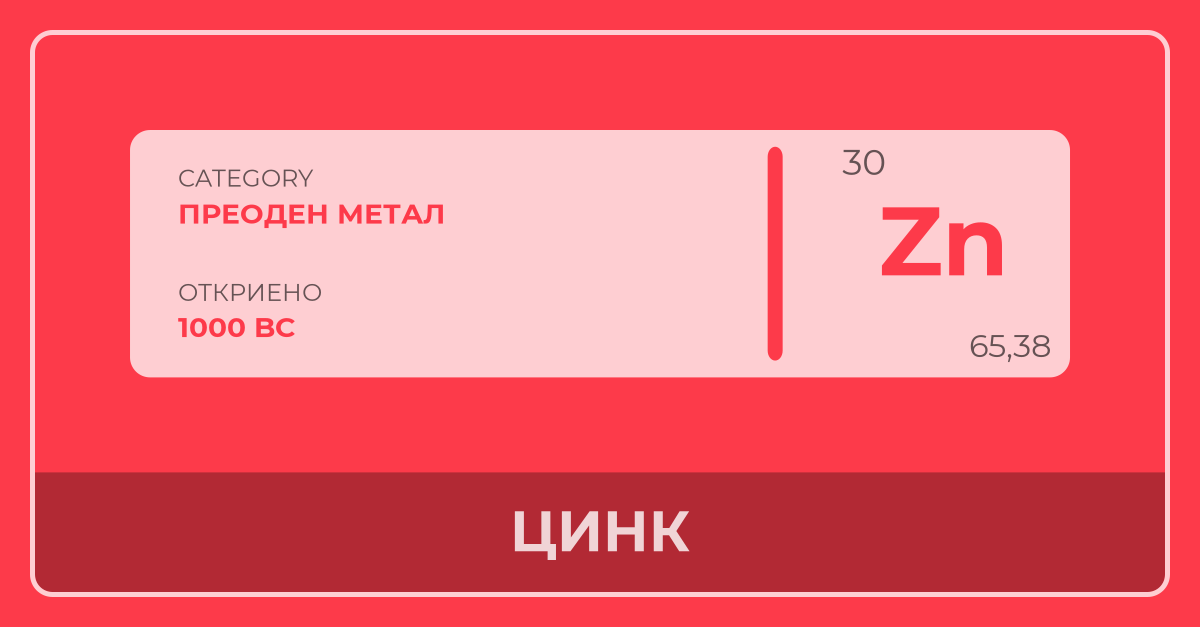 CATEGORY
ПРЕОДЕН МЕТАЛ
ОТКРИЕНО
1000 BC
30
Zn
65,38
ЦИНК